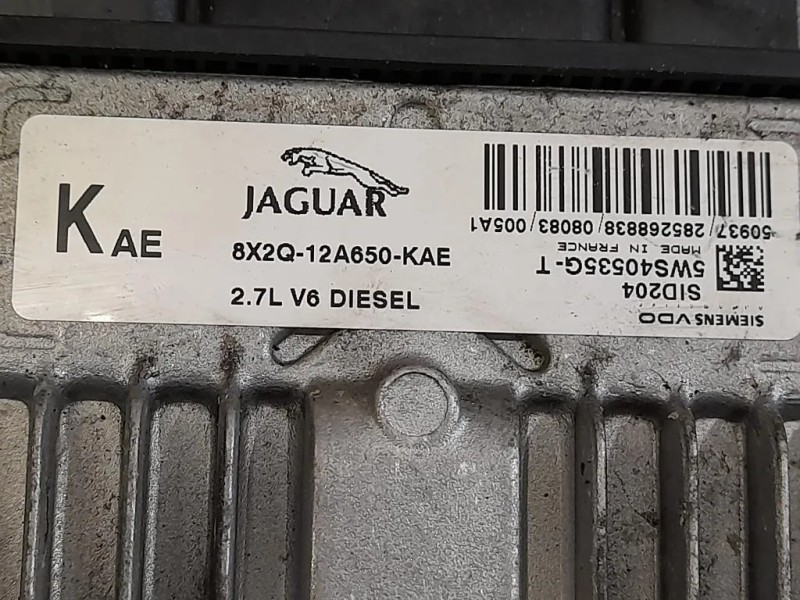 K AE
JAGUAR
8X2Q-12A650-KAE
2.7L V6 DIESEL
SIEMENS VDO
SID204
5WS40535G-T
MADE IN FRANCE
50937/285268838/08083/005A1